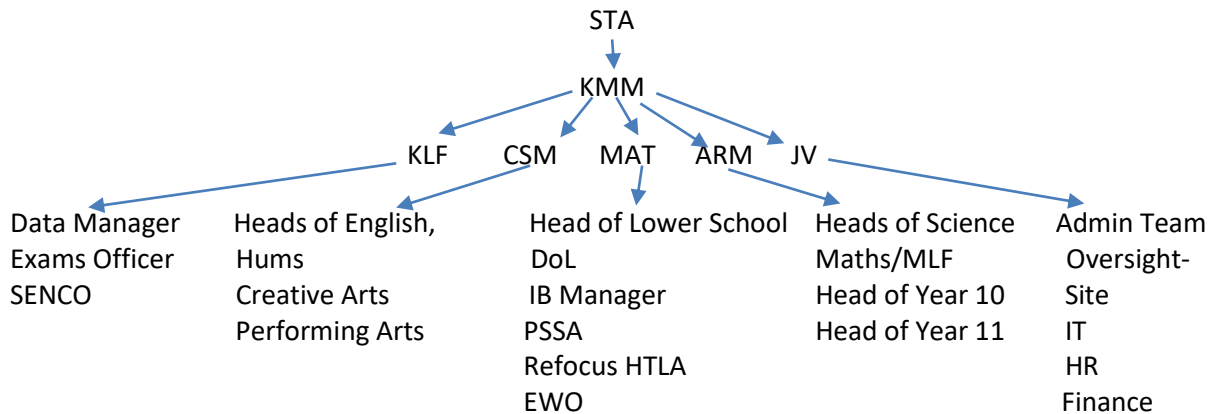 STA
KMM
KLF CSM MAT ARM JV
Data Manager Heads of English, Head of Lower School Heads of Science Admin Team
Exams Officer Hums DoL Maths/MLF Oversight-
SENCO Creative Arts IB Manager Head of Year 10 Site
Performing Arts PSSA Head of Year 11 IT
Refocus HTLA HR
EWO Finance